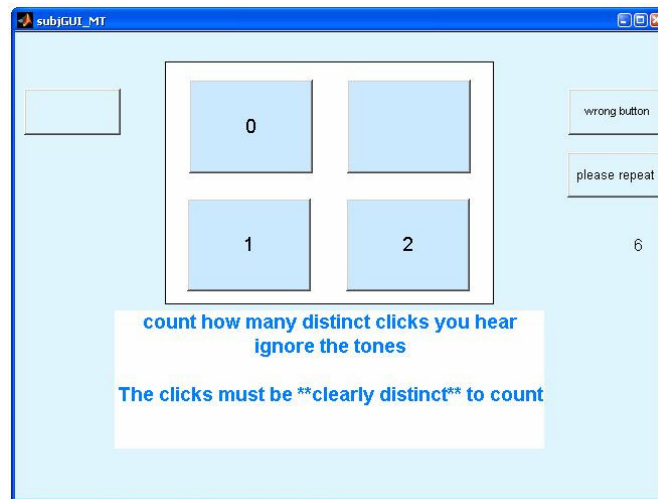 subjGUI_MT
0
wrong button
please repeat
1 2
6
count how many distinct clicks you hear
ignore the tones
The clicks must be **clearly distinct** to count